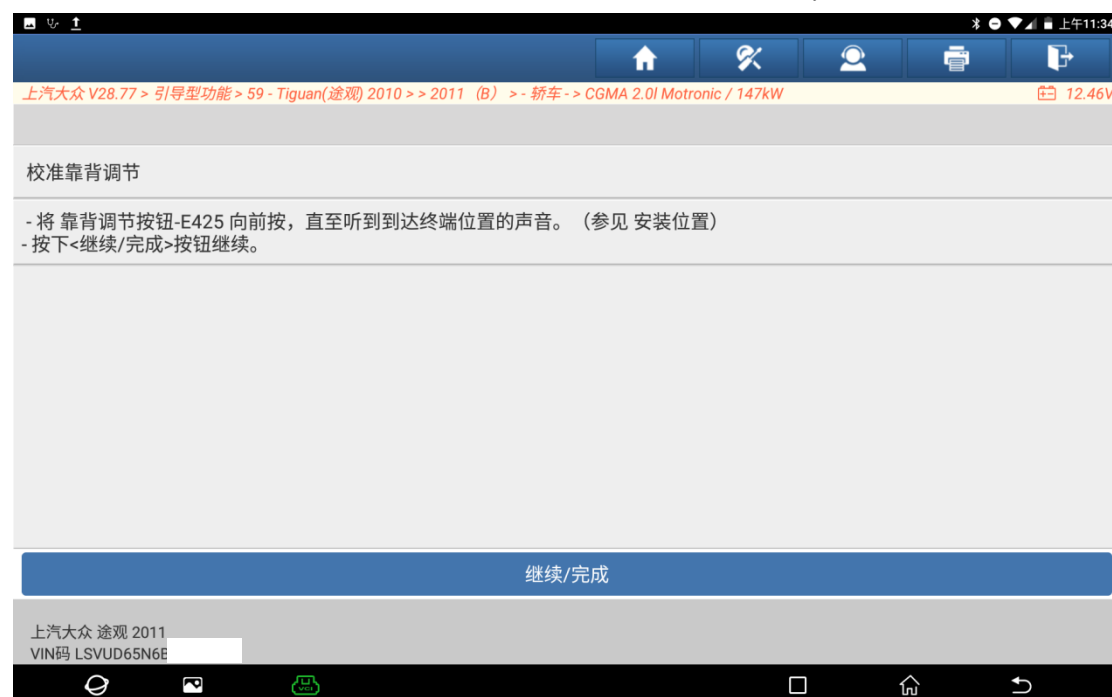 上午11:34
上汽大众 V28.77 > 引导型功能 > 59 - Tiguan(途观) 2010 > > 2011（B） > - 轿车 - > CGMA 2.0l Motronic / 147kW 12.46V
校准靠背调节
- 将 靠背调节按钮-E425 向前按，直至听到到达终端位置的声音。（参见 安装位置）
- 按下<继续/完成>按钮继续。
继续/完成
上汽大众 途观 2011
VIN码 LSVUD65N6B
VCI